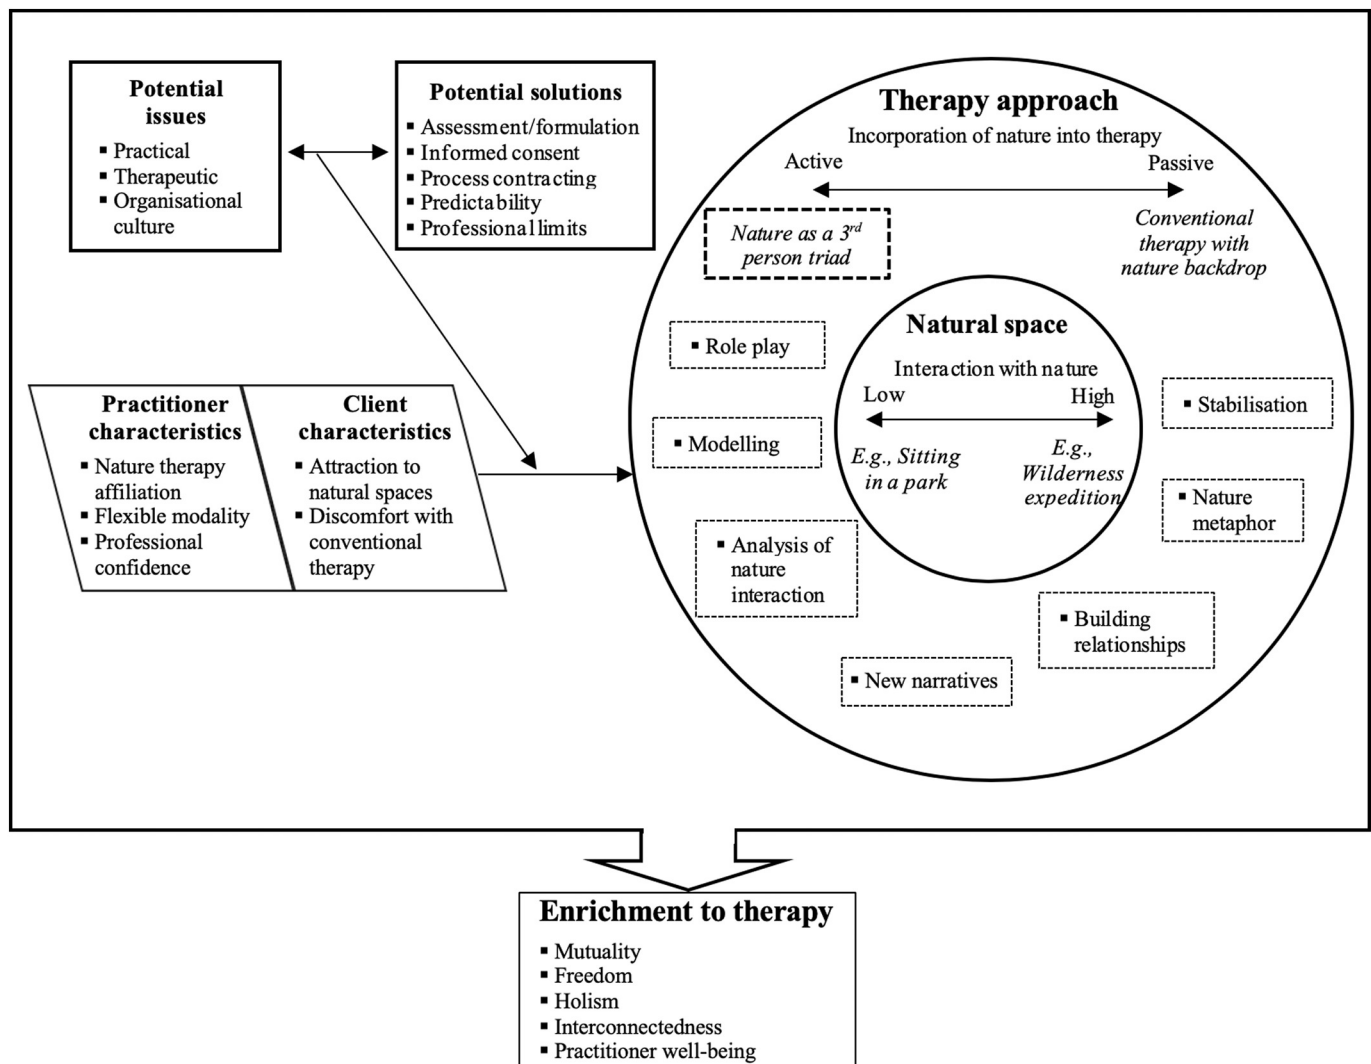 Potential
issues
▪ Practical
▪ Therapeutic
▪ Organisational
culture
Potential solutions
▪ Assessment/formulation
▪ Informed consent
▪ Process contracting
▪ Predictability
▪ Professional limits
Practitioner
characteristics
▪ Nature therapy
affiliation
▪ Flexible modality
▪ Professional
confidence
Client
characteristics
▪ Attraction to
natural spaces
▪ Discomfort with
conventional
therapy
Therapy approach
Incorporation of nature into therapy
Active
Passive
Nature as a 3rd
person triad
Conventional
therapy with
nature backdrop
Natural space
Interaction with nature
Low
High
E.g., Sitting
in a park
E.g.,
Wilderness
expedition
▪ Role play
▪ Modelling
▪ Analysis of
nature
interaction
▪ New narratives
▪ Building
relationships
▪ Nature
metaphor
▪ Stabilisation
Enrichment to therapy
▪ Mutuality
▪ Freedom
▪ Holism
▪ Interconnectedness
▪ Practitioner well-being